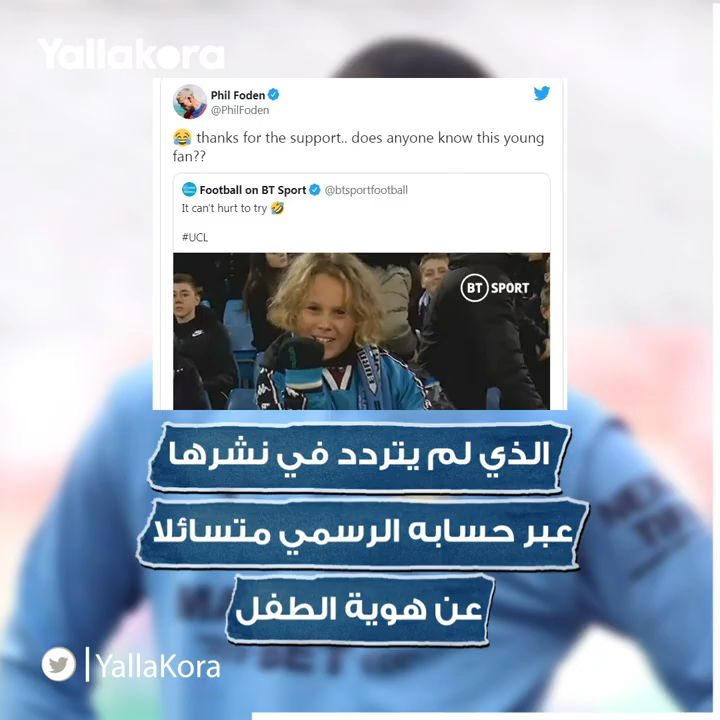 Yallakora
Phil Foden
@PhilFoden
😂 thanks for the support.. does anyone know this young
fan??
Football on BT Sport @btsportfootball
It can't hurt to try 🤣
#UCL
BT SPORT
الذي لم يتردد في نشرها
عبر حسابه الرسمي متسائلا
عن هوية الطفل
YallaKora